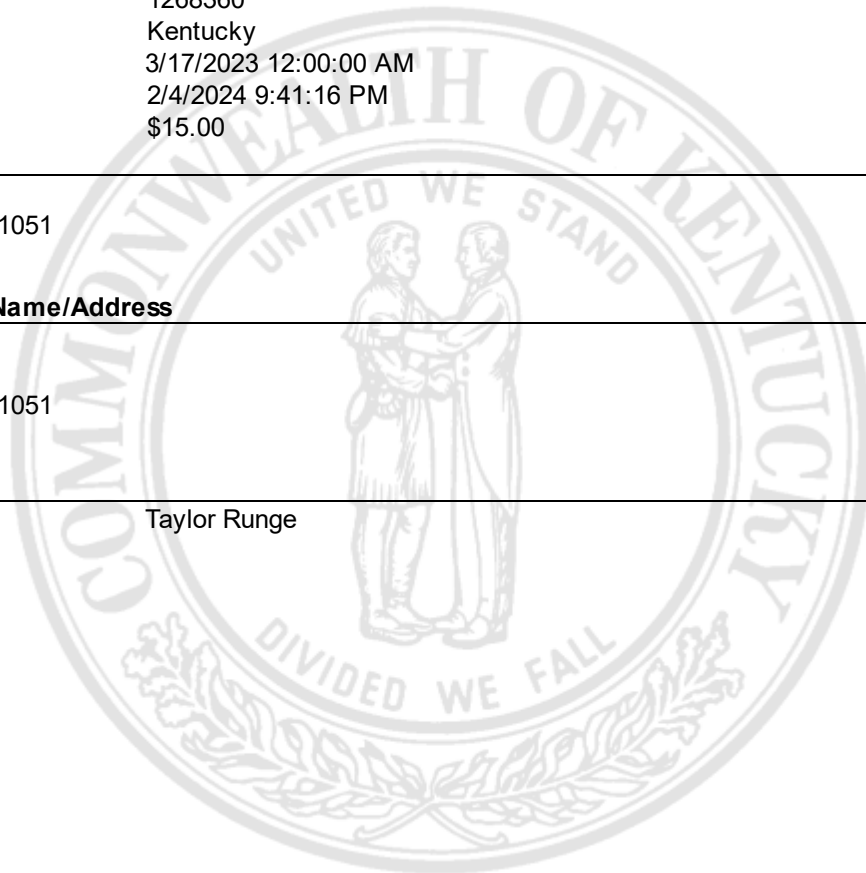 Kentucky
3/17/2023 12:00:00 AM
2/4/2024 9:41:16 PM
$15.00
1051
Name/Address
1051
Taylor Runge
COMMONWEALTH OF KENTUCKY
UNITED WE STAND
DIVIDED WE FALL